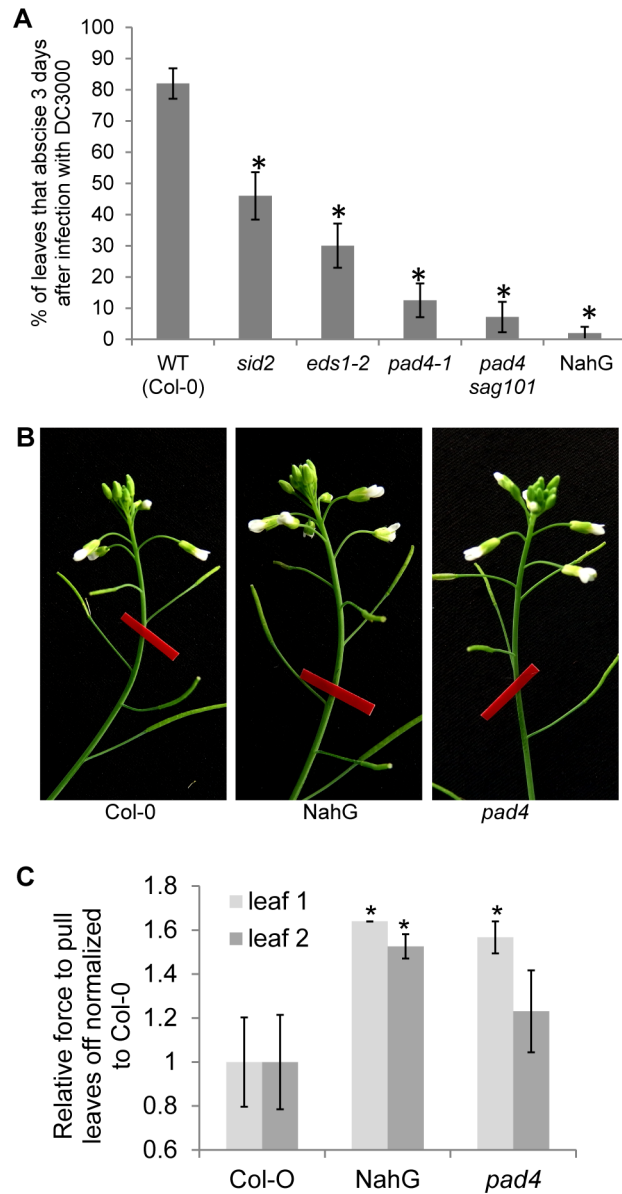 A
% of leaves that abscise 3 days
after infection with DC3000
100
90
80
70
60
50
40
30
20
10
0
*
*
*
*
*
WT
(Col-0)
sid2
eds1-2
pad4-1
pad4
sag101
NahG
B
Col-0
NahG
pad4
C
Relative force to pull
leaves off normalized
to Col-0
1.8
1.6
1.4
1.2
1
0.8
0.6
leaf 1
leaf 2
*
*
*
Col-O
NahG
pad4